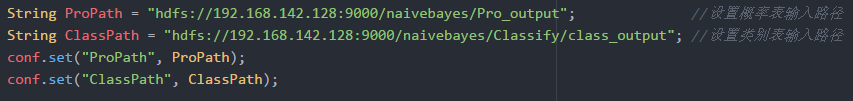 String ProPath = "hdfs://192.168.142.128:9000/naivebayes/Pro_output"; //设置概率表输入路径
String ClassPath = "hdfs://192.168.142.128:9000/naivebayes/Classify/class_output"; //设置类别表输入路径
conf.set("ProPath", ProPath);
conf.set("ClassPath", ClassPath);